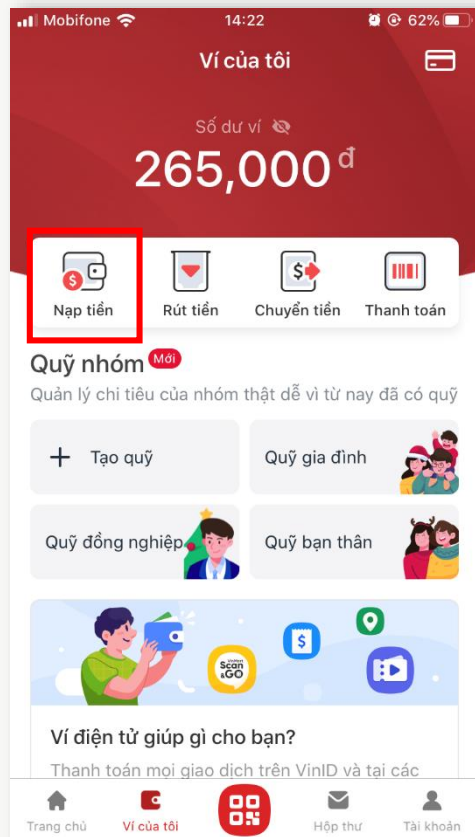 Mobifone 14:22 62%
Ví của tôi
Số dư ví
265,000 đ
Nạp tiền Rút tiền Chuyển tiền Thanh toán
Quỹ nhóm Mới
Quản lý chi tiêu của nhóm thật dễ vì từ nay đã có quỹ
+ Tạo quỹ Quỹ gia đình
Quỹ đồng nghiệp Quỹ bạn thân
Scan
&GO
Ví điện tử giúp gì cho bạn?
Thanh toán mọi giao dịch trên VinID và tại các
Trang chủ Ví của tôi Hộp thư Tài khoản